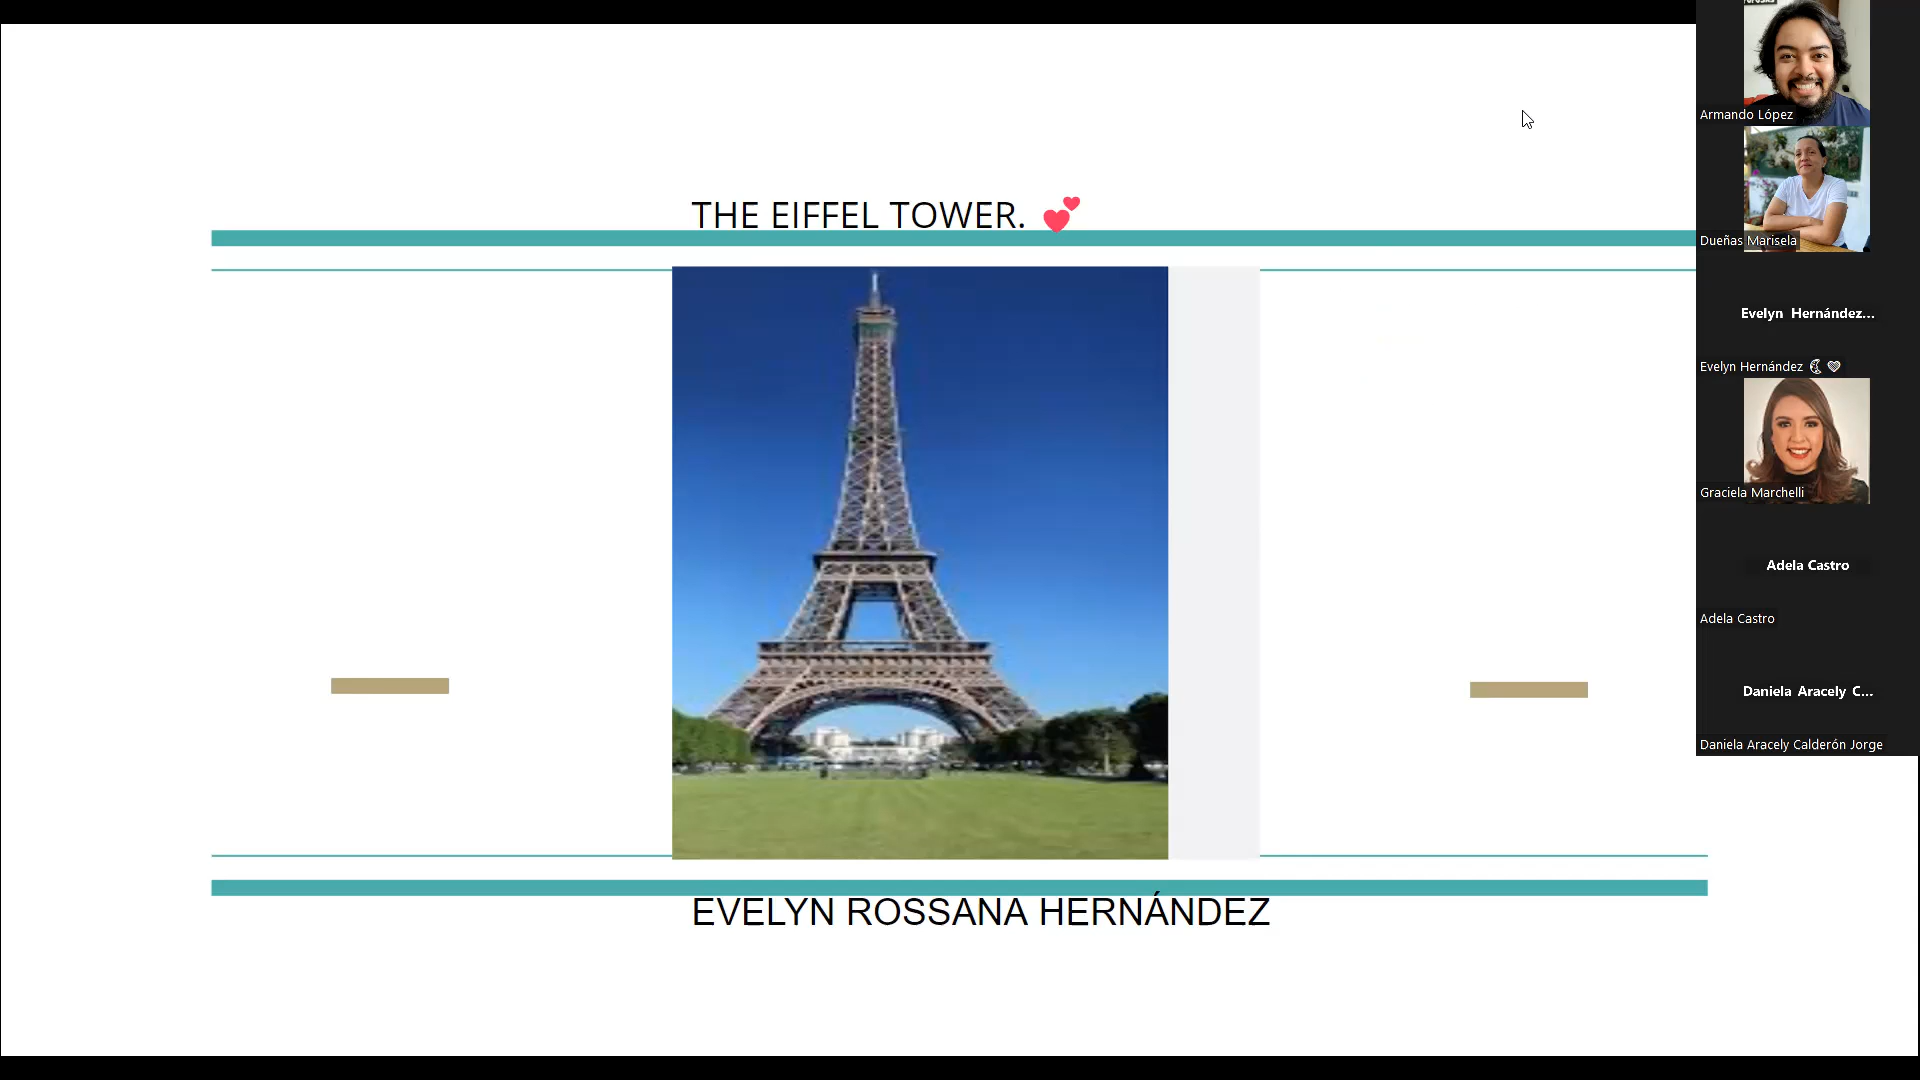 THE EIFFEL TOWER. 💕
EVELYN ROSSANA HERNÁNDEZ
Armando López
Dueñas Marisela
Evelyn Hernández...
Evelyn Hernández
Graciela Marchelli
Adela Castro
Adela Castro
Daniela Aracely C...
Daniela Aracely Calderón Jorge